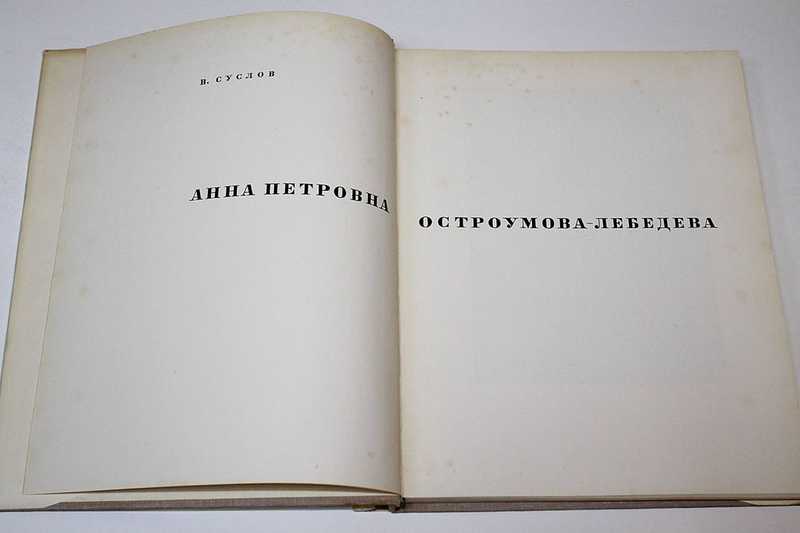 В. СУСЛОВ
АННА ПЕТРОВНА
ОСТРОУМОВА-ЛЕБЕДЕВА